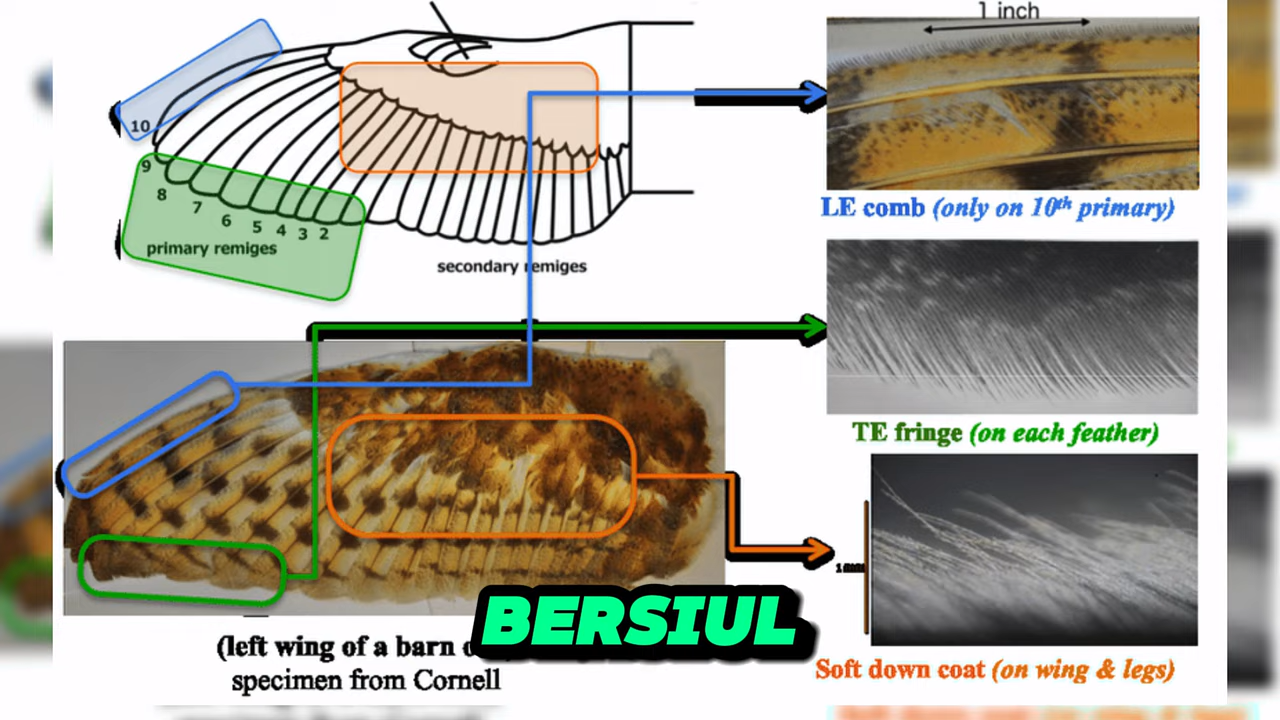 1 inch
10
9
8
7
6
5
4
3
2
primary remiges
secondary remiges
LE comb (only on 10th primary)
TE fringe (on each feather)
BERSIUL
(left wing of a barn
specimen from Cornell
Soft down coat (on wing & legs)